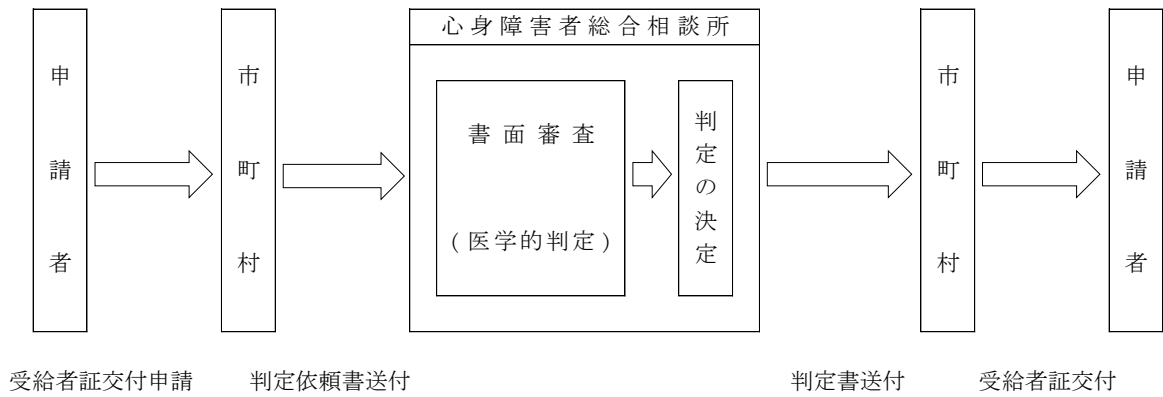 申請者
市町村
心身障害者総合相談所
書面審査
(医学的判定)
判定の決定
市町村
申請者
受給者証交付申請
判定依頼書送付
判定書送付
受給者証交付